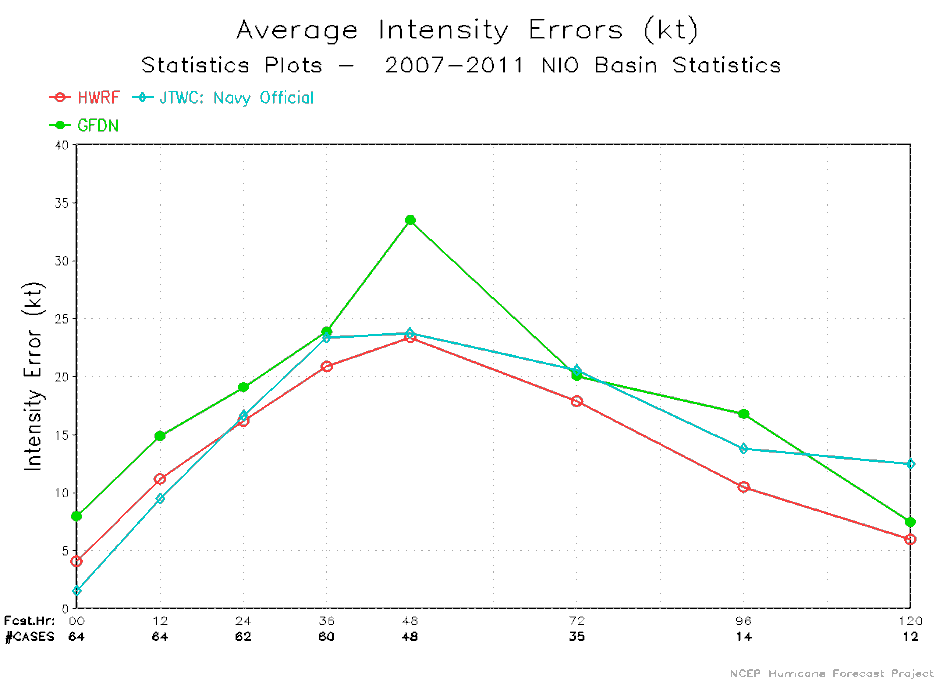 Average Intensity Errors (kt)
Statistics Plots – 2007–2011 NIO Basin Statistics
HWRF JTWC: Navy Official
GFDN
40
35
30
25
20
15
10
5
0
Intensity Error (kt)
Fcst.Hr: 00 12 24 36 48 72 96 120
#CASES 64 64 62 60 48 35 14 12
NCEP Hurricane Forecast Project